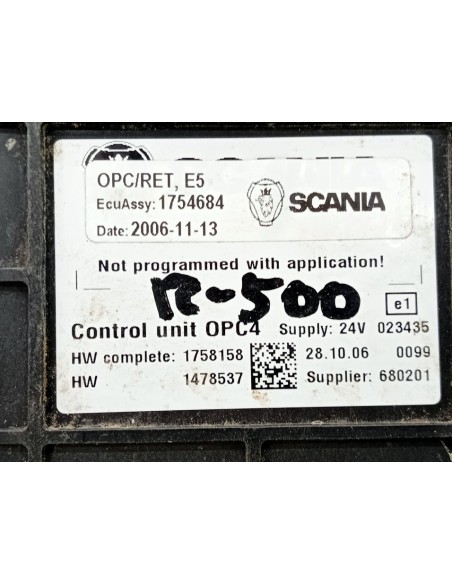 OPC/RET, E5
EcuAssy: 1754684
SCANIA
Date: 2006-11-13
Not programmed with application!
R-500
e1
Control unit OPC4 Supply: 24V 023435
HW complete: 1758158 28.10.06 0099
HW 1478537 Supplier: 680201